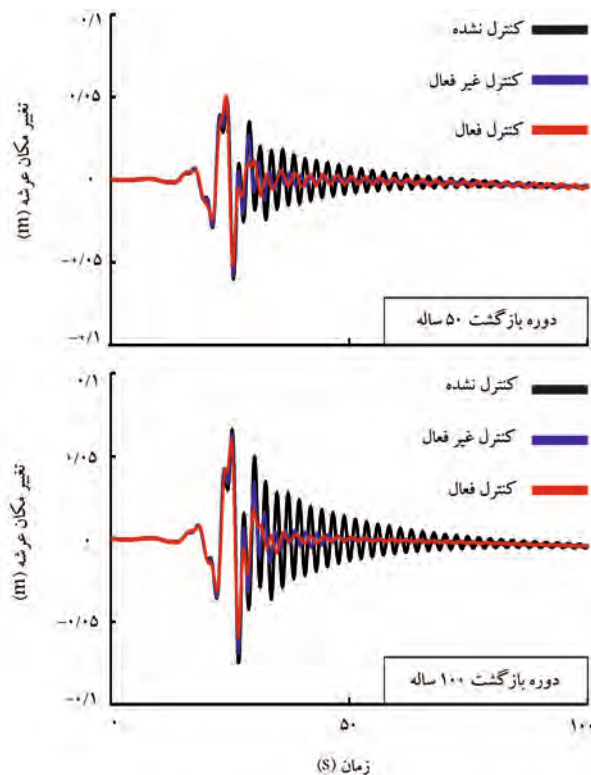 ۰/۱
کنترل نشده
۰/۰۵
کنترل غیر فعال
کنترل فعال
تغییر مکان عرشه (m)
۰
-۰/۰۵
دوره بازگشت ۵۰ ساله
-۰/۱
۰/۱
کنترل نشده
۰/۰۵
کنترل غیر فعال
کنترل فعال
تغییر مکان عرشه (m)
۰
-۰/۰۵
دوره بازگشت ۱۰۰ ساله
-۰/۱
۰ ۵۰ ۱۰۰
زمان (s)